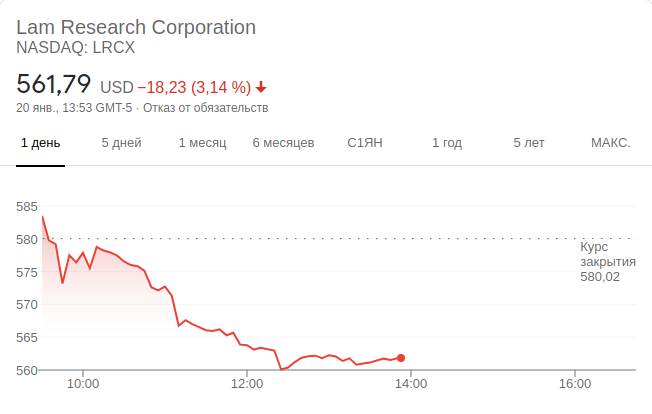 Lam Research Corporation
NASDAQ: LRCX
561,79 USD −18,23 (3,14 %)
20 янв., 13:53 GMT-5 · Отказ от обязательств
1 день 5 дней 1 месяц 6 месяцев С1ЯН 1 год 5 лет МАКС.
585
580
575
570
565
560
Курс
закрытия
580,02
10:00 12:00 14:00 16:00